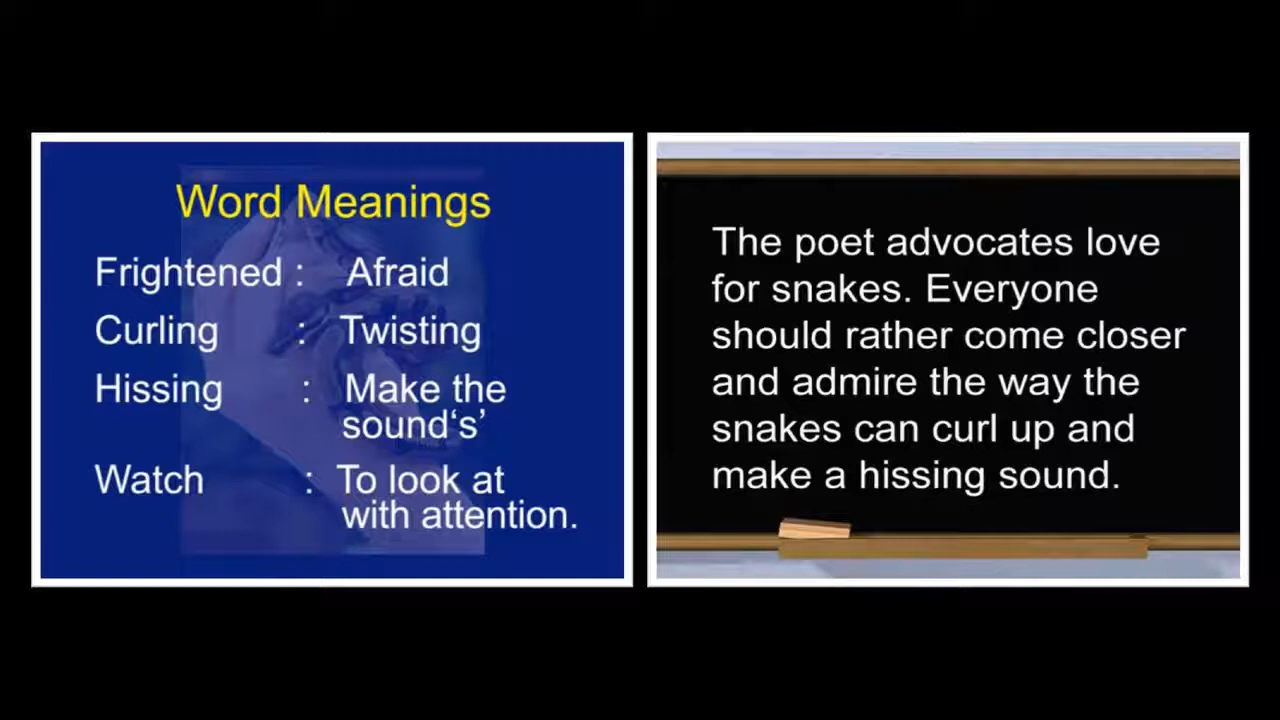 Word Meanings
Frightened : Afraid
Curling : Twisting
Hissing : Make the
sound‘s’
Watch : To look at
with attention.
The poet advocates love
for snakes. Everyone
should rather come closer
and admire the way the
snakes can curl up and
make a hissing sound.